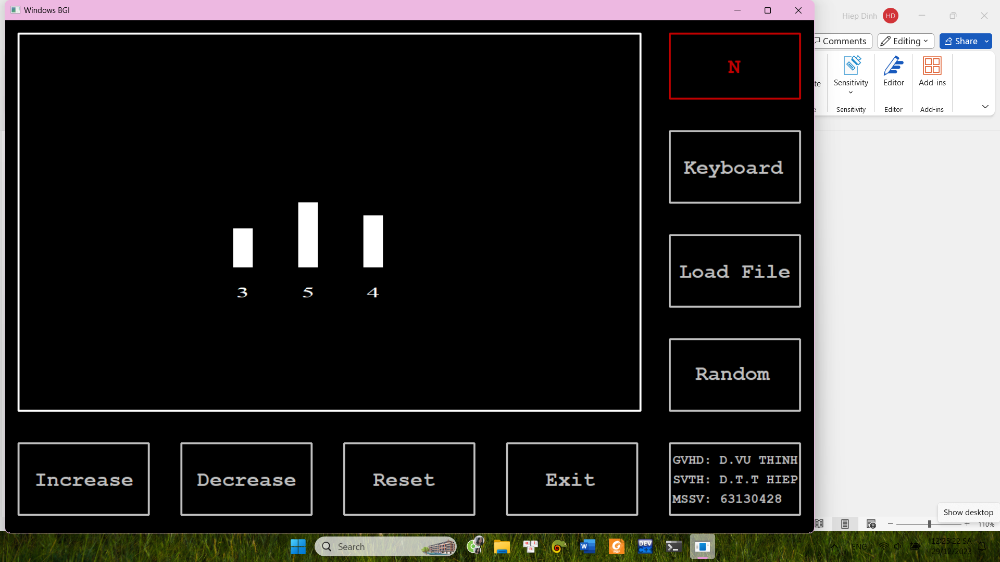 Windows BGI
Hiep Dinh HD
Comments Editing Share
N
Sensitivity Editor Add-ins
Sensitivity Editor Add-ins
Keyboard
3 5 4
Load File
Random
Increase Decrease Reset Exit
GVHD: D.VU THINH
SVTH: D.T.T HIEP
MSSV: 63130428
Show desktop
110%
Search
DEV C++
PDF
ENG
12:25:22 SA
29/12/2023